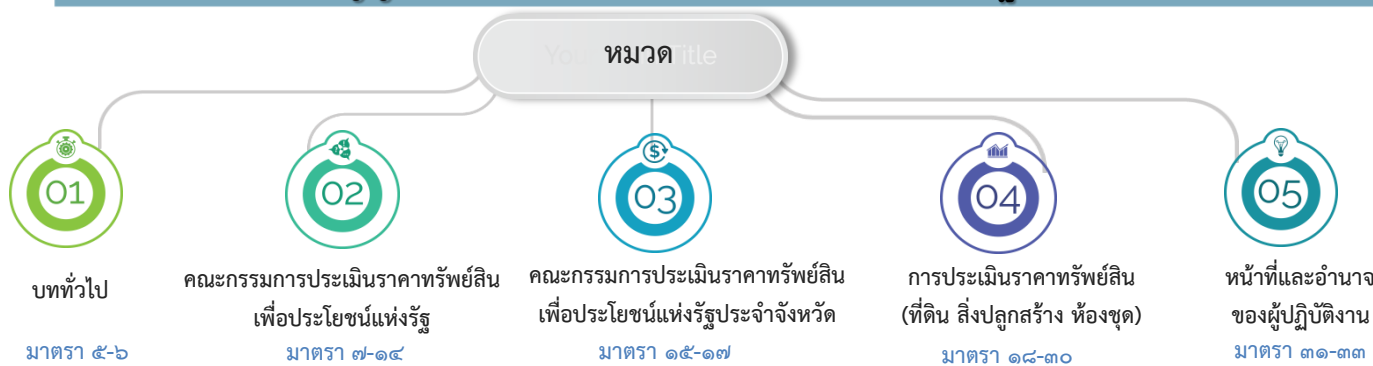 หมวด
01
02
03
04
05
บททั่วไป
คณะกรรมการประเมินราคาทรัพย์สิน
เพื่อประโยชน์แห่งรัฐ
คณะกรรมการประเมินราคาทรัพย์สิน
เพื่อประโยชน์แห่งรัฐประจำจังหวัด
การประเมินราคาทรัพย์สิน
(ที่ดิน สิ่งปลูกสร้าง ห้องชุด)
หน้าที่และอำนาจ
ของผู้ปฏิบัติงาน
มาตรา ๕-๖
มาตรา ๗-๑๔
มาตรา ๑๕-๑๗
มาตรา ๑๘-๓๐
มาตรา ๓๑-๓๓